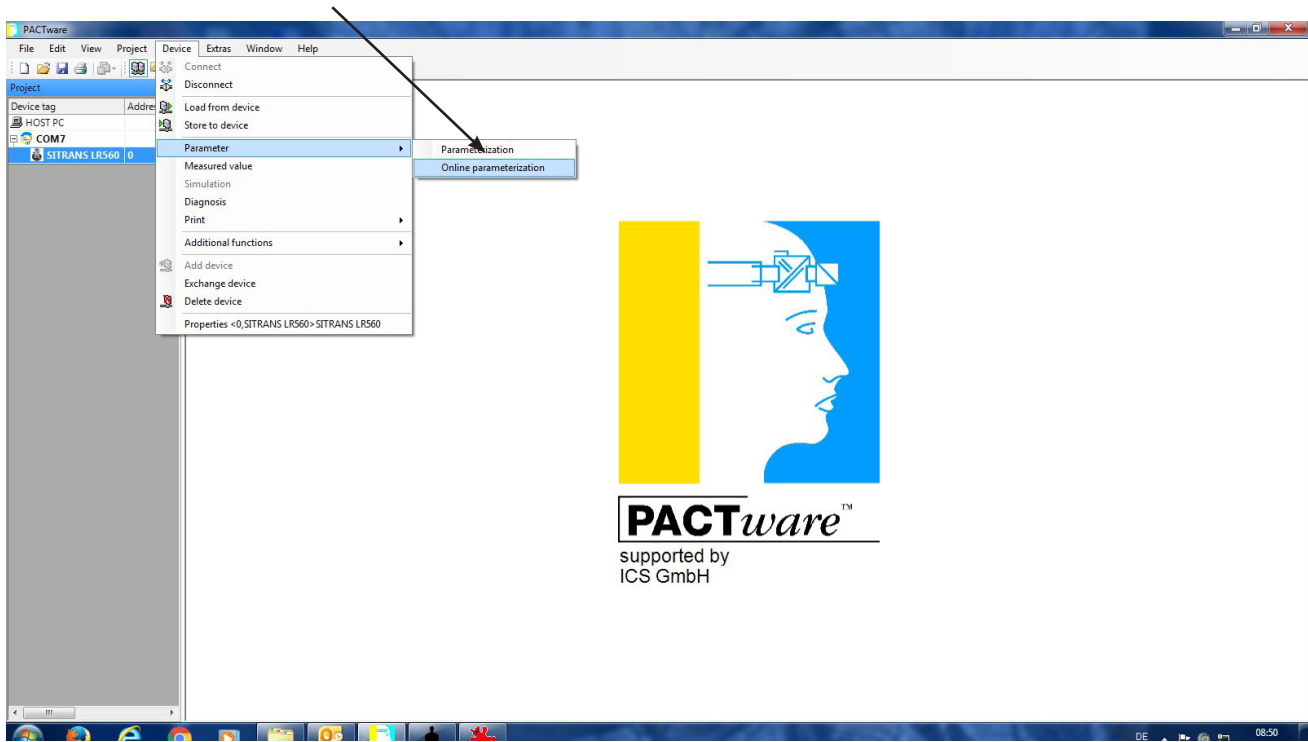 PACTware
File Edit View Project Device Extras Window Help
Project
Device tag Addre
HOST PC
COM7
SITRANS LR560 0
Connect
Disconnect
Load from device
Store to device
Parameter
Measured value
Simulation
Diagnosis
Print
Additional functions
Add device
Exchange device
Delete device
Properties <0,SITRANS LR560>SITRANS LR560
Parameterization
Online parameterization
PACTware™
supported by
ICS GmbH
DE 08:50